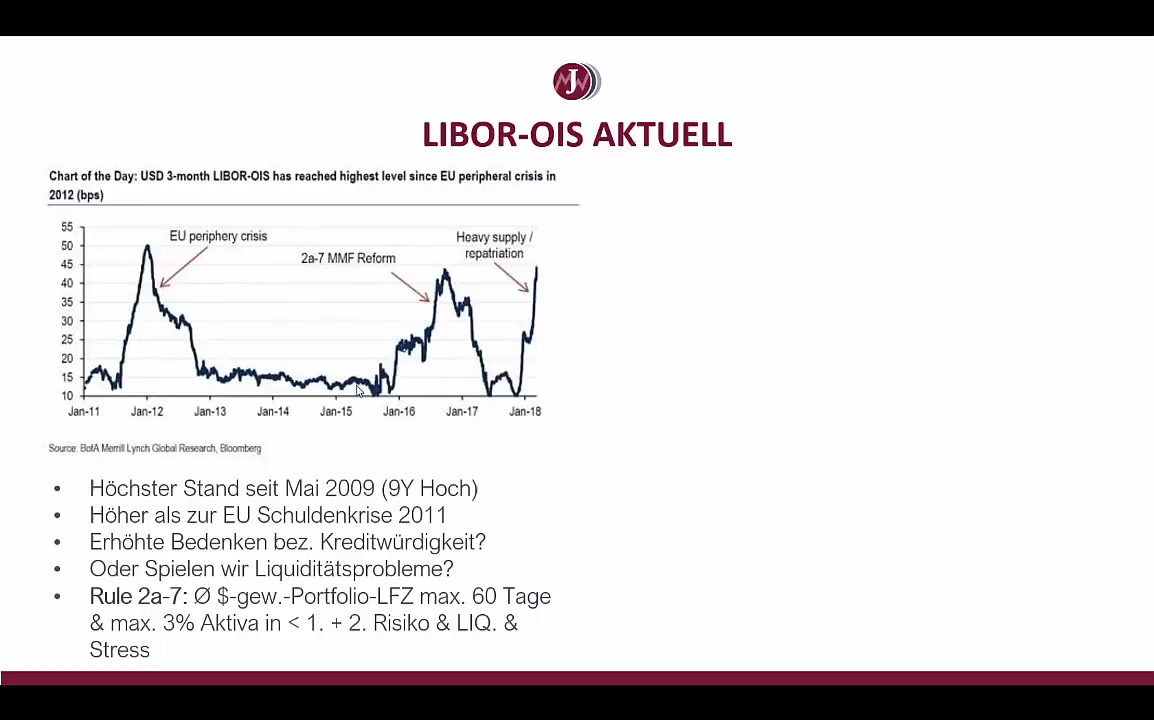 J
LIBOR-OIS AKTUELL
Chart of the Day: USD 3-month LIBOR-OIS has reached highest level since EU peripheral crisis in
2012 (bps)
55
50
45
40
35
30
25
20
15
10
EU periphery crisis
2a-7 MMF Reform
Heavy supply /
repatriation
Jan-11 Jan-12 Jan-13 Jan-14 Jan-15 Jan-16 Jan-17 Jan-18
Source: BofA Merrill Lynch Global Research, Bloomberg
• Höchster Stand seit Mai 2009 (9Y Hoch)
• Höher als zur EU Schuldenkrise 2011
• Erhöhte Bedenken bez. Kreditwürdigkeit?
• Oder Spielen wir Liquiditätsprobleme?
• Rule 2a-7: Ø $-gew.-Portfolio-LFZ max. 60 Tage
& max. 3% Aktiva in < 1. + 2. Risiko & LIQ. &
Stress